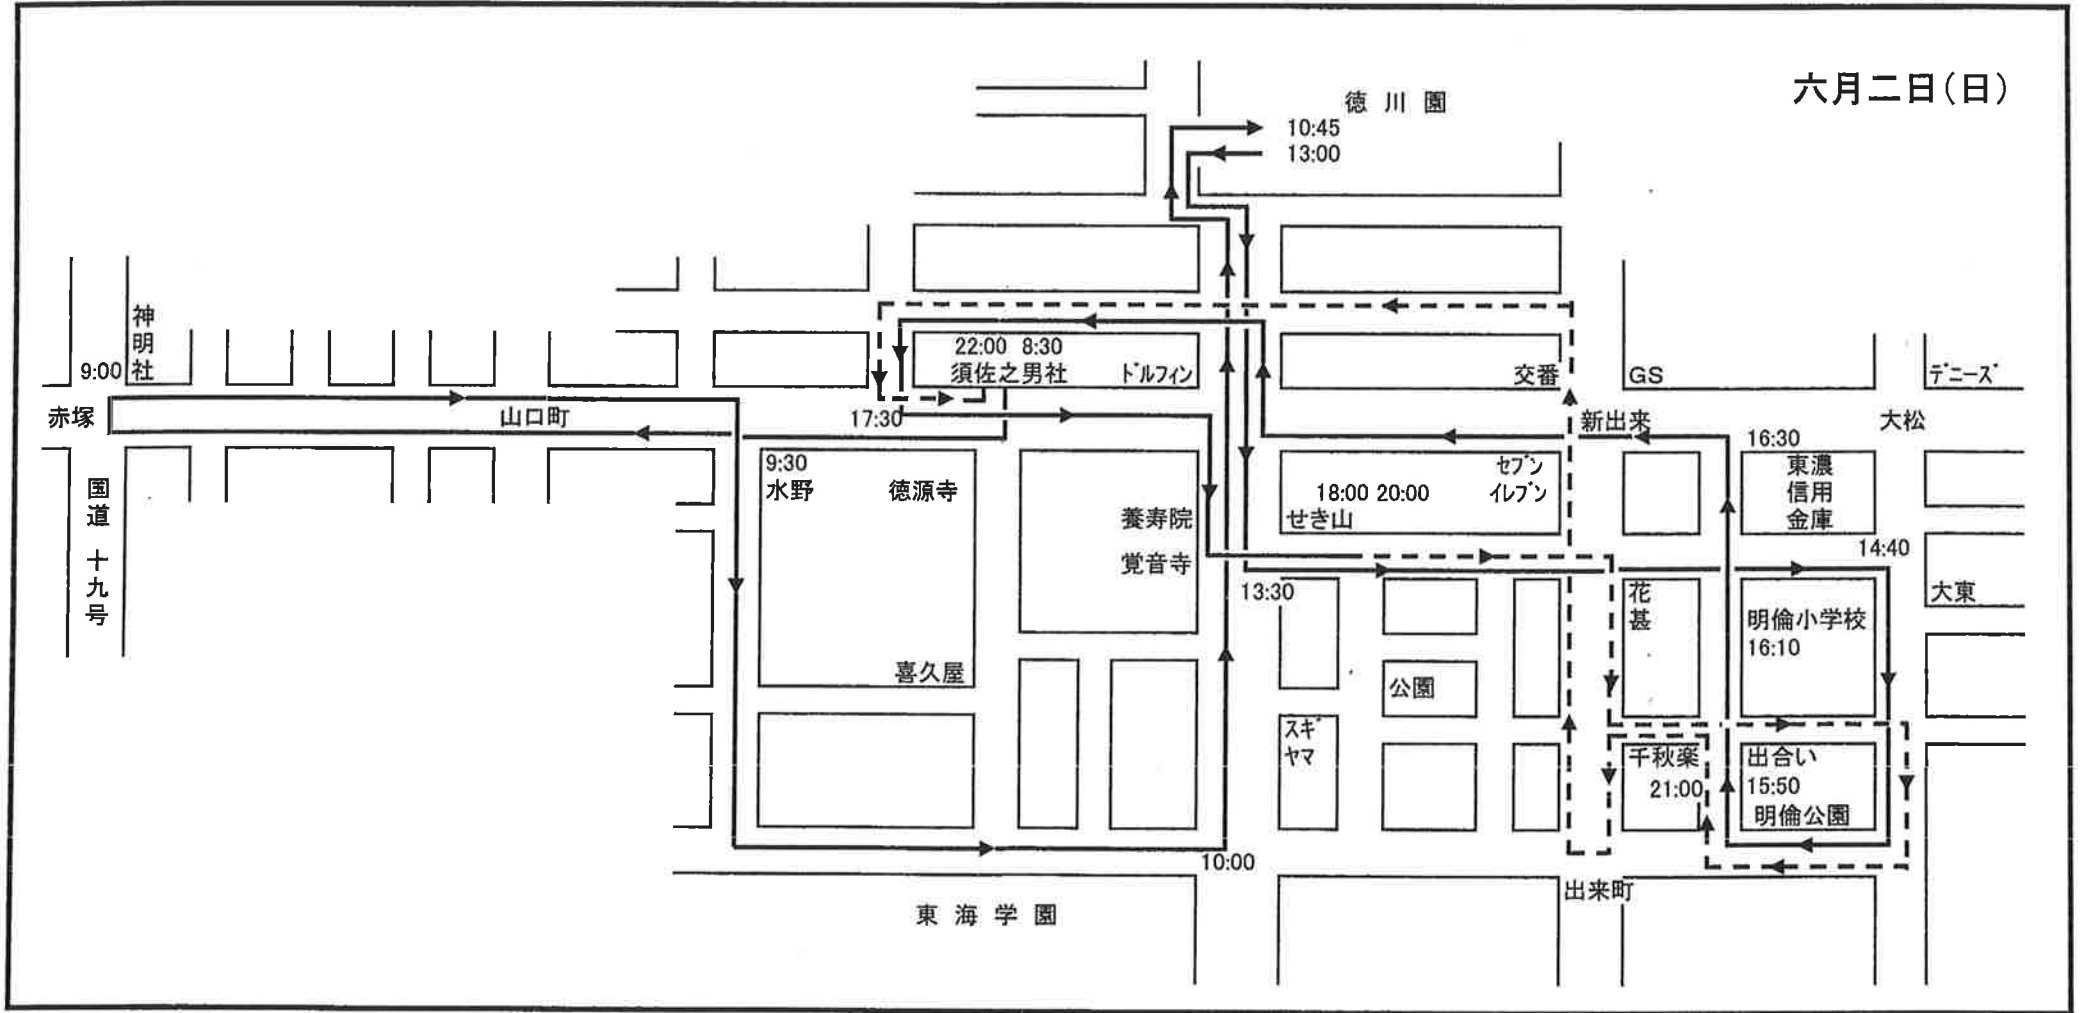 六月二日(日)
徳川園
10:45
13:00
神明社
9:00
赤塚
国道十九号
山口町
22:00 8:30
須佐之男社
ドルフィン
17:30
交番
GS
デニーズ
新出来
大松
16:30
東濃
信用
金庫
9:30
水野
徳源寺
セブン
イレブン
18:00 20:00
せき山
養寿院
覚音寺
14:40
13:30
花甚
大東
明倫小学校
16:10
喜久屋
公園
スギ
ヤマ
千秋楽
21:00
出合い
15:50
明倫公園
10:00
出来町
東海学園